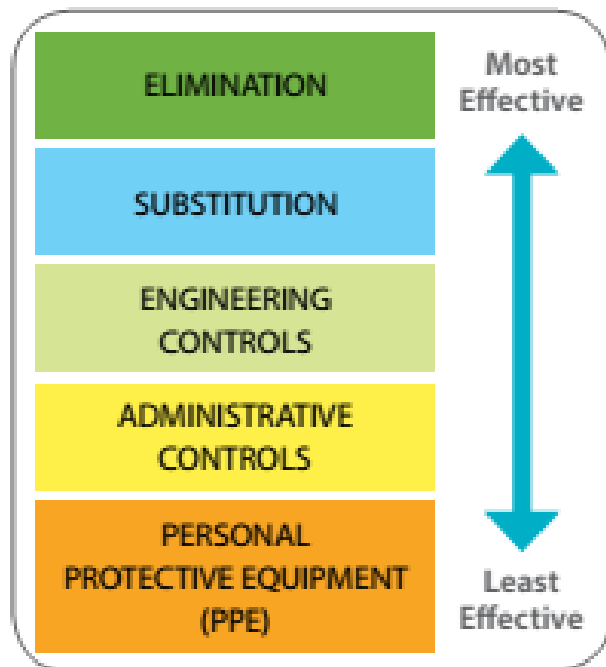 ELIMINATION
Most
Effective
SUBSTITUTION
ENGINEERING
CONTROLS
ADMINISTRATIVE
CONTROLS
PERSONAL
PROTECTIVE EQUIPMENT
(PPE)
Least
Effective